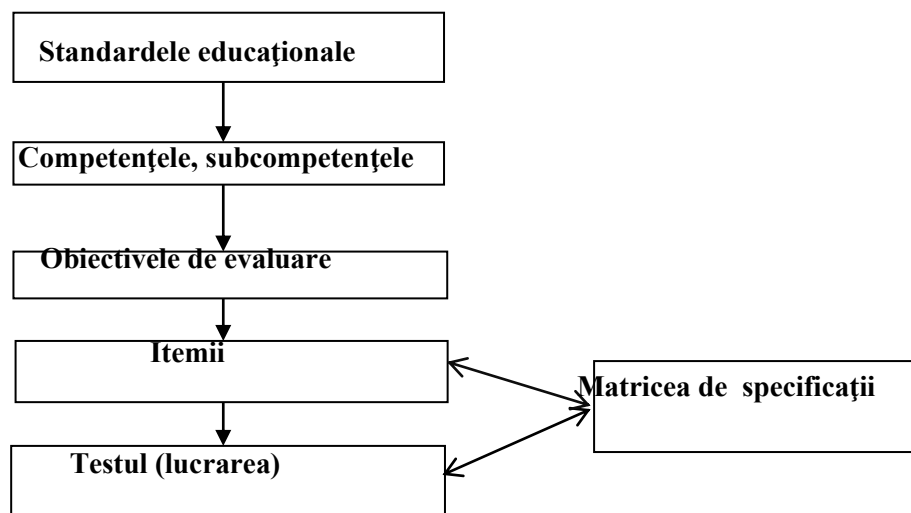 Standardele educaţionale
Competenţele, subcompetenţele
Obiectivele de evaluare
Itemii
Matricea de specificaţii
Testul (lucrarea)